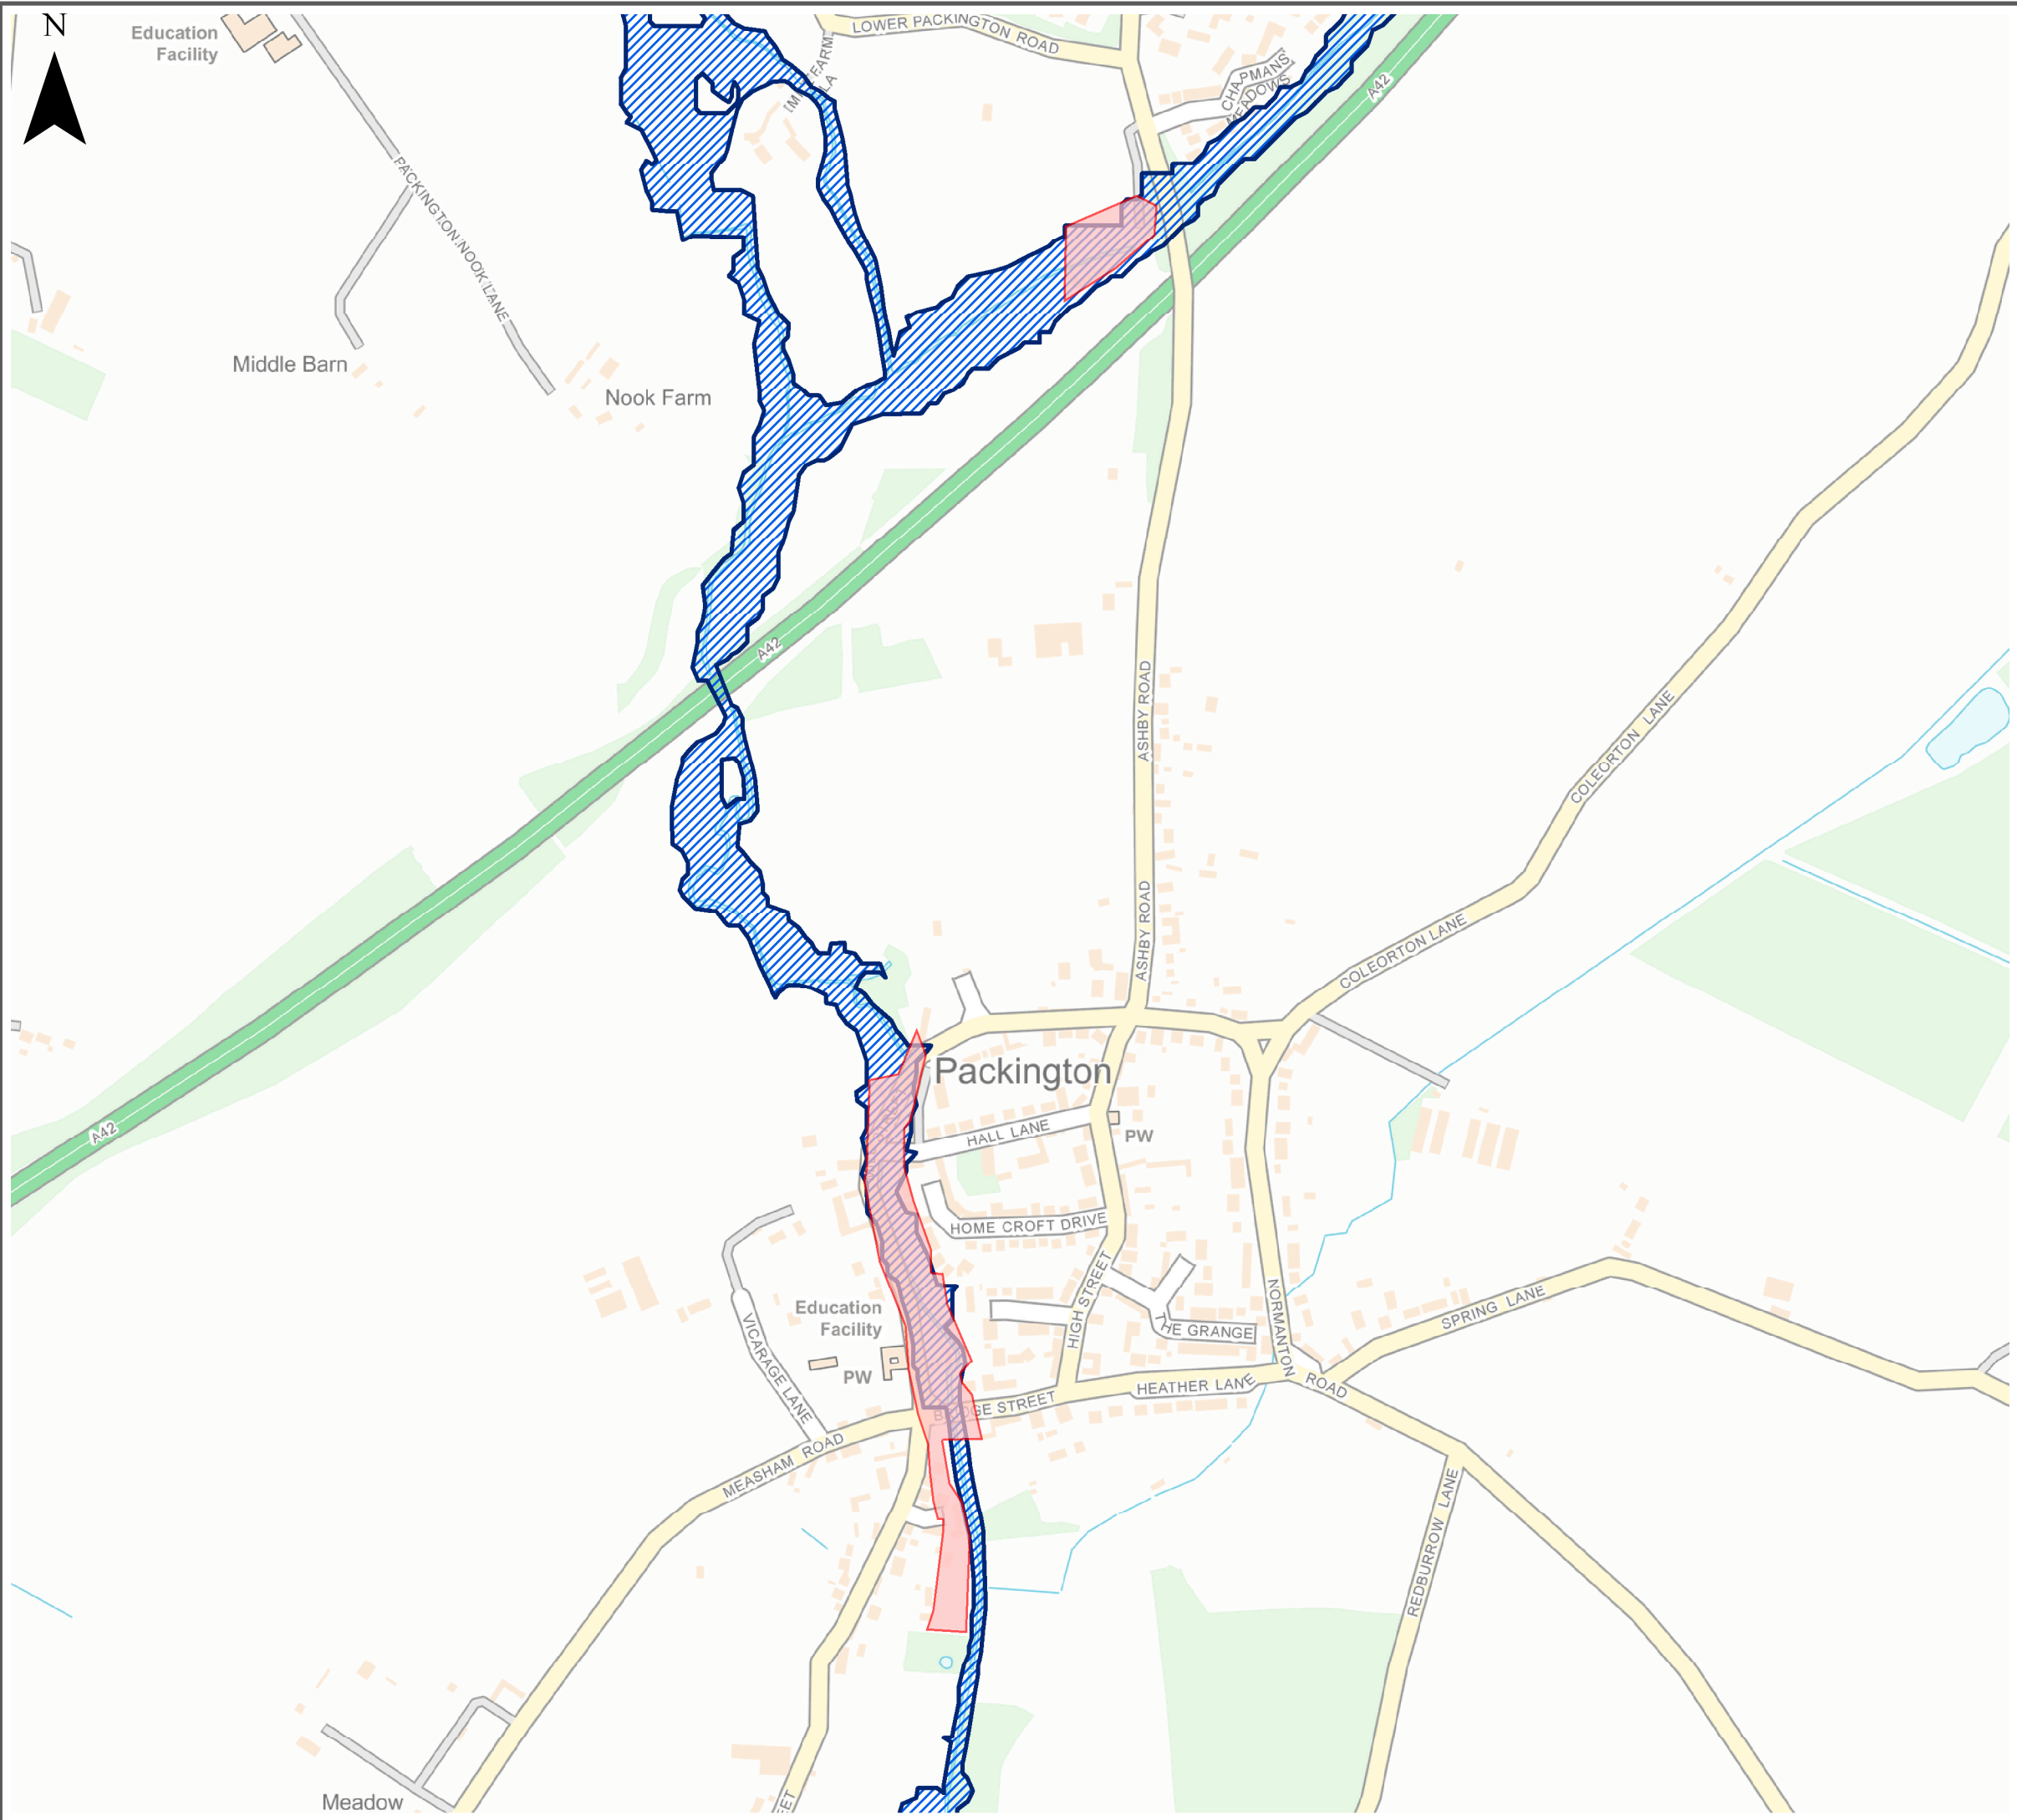 N
Education
Facility
LOWER PACKINGTON ROAD
CHAPMANS
MEADOWS
A42
PACKINGTON NOOK LANE
Middle Barn
Nook Farm
A42
ASHBY ROAD
COLEORTON LANE
ASHBY ROAD
COLEORTON LANE
Packington
A42
HALL LANE
PW
HOME CROFT DRIVE
HIGH STREET
NORMANTON
ROAD
SPRING LANE
Education
Facility
THE GRANGE
VICARAGE LANE
PW
HEATHER LANE
STREET
MEASHAM ROAD
REDBURROW LANE
Meadow